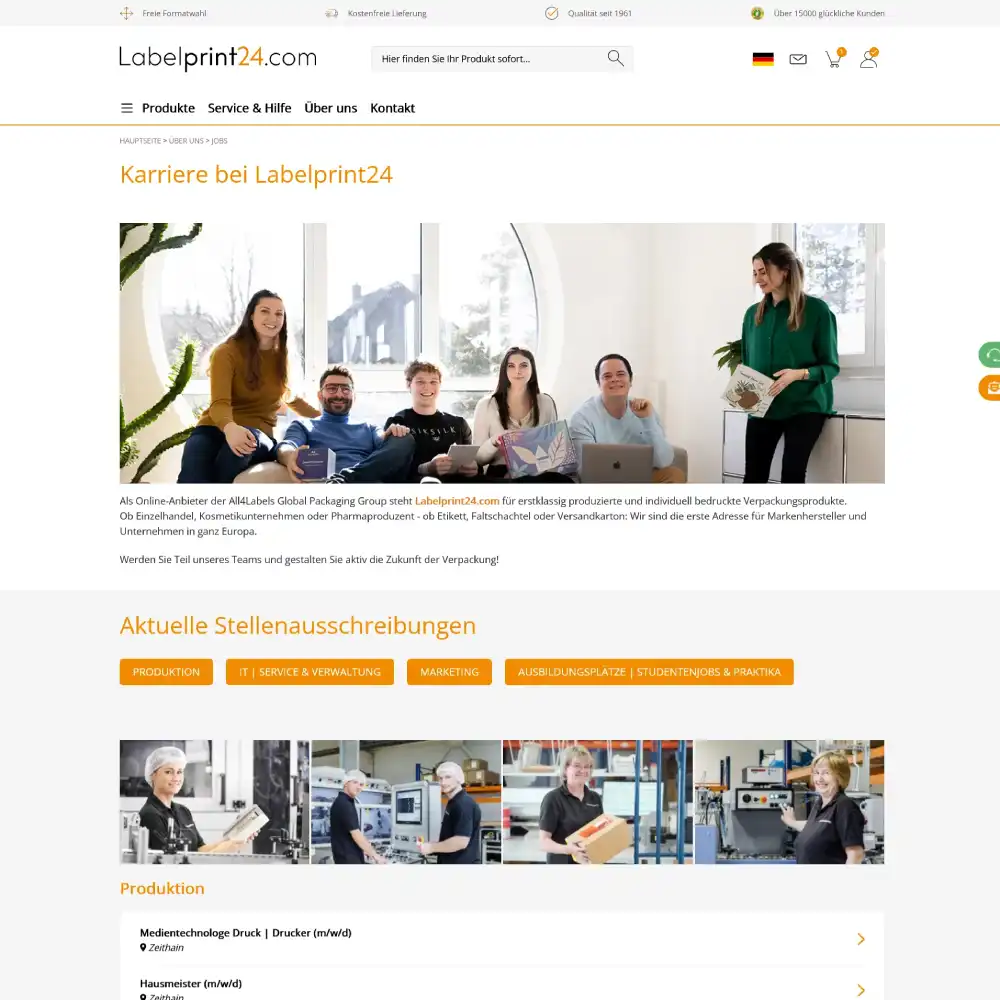 Freie Formatwahl
Kostenfreie Lieferung
Qualität seit 1961
Über 15000 glückliche Kunden
Labelprint24.com
Hier finden Sie Ihr Produkt sofort...
Produkte Service & Hilfe Über uns Kontakt
HAUPTSEITE > ÜBER UNS > JOBS
Karriere bei Labelprint24
Als Online-Anbieter der All4Labels Global Packaging Group steht Labelprint24.com für erstklassig produzierte und individuell bedruckte Verpackungsprodukte.
Ob Einzelhandel, Kosmetikunternehmen oder Pharmaproduzent - ob Etikett, Faltschachtel oder Versandkarton: Wir sind die erste Adresse für Markenhersteller und
Unternehmen in ganz Europa.
Werden Sie Teil unseres Teams und gestalten Sie aktiv die Zukunft der Verpackung!
Aktuelle Stellenausschreibungen
PRODUKTION
IT | SERVICE & VERWALTUNG
MARKETING
AUSBILDUNGSPLÄTZE | STUDENTENJOBS & PRAKTIKA
Produktion
Medientechnologe Druck | Drucker (m/w/d)
Zeithain
Hausmeister (m/w/d)
Zeithain